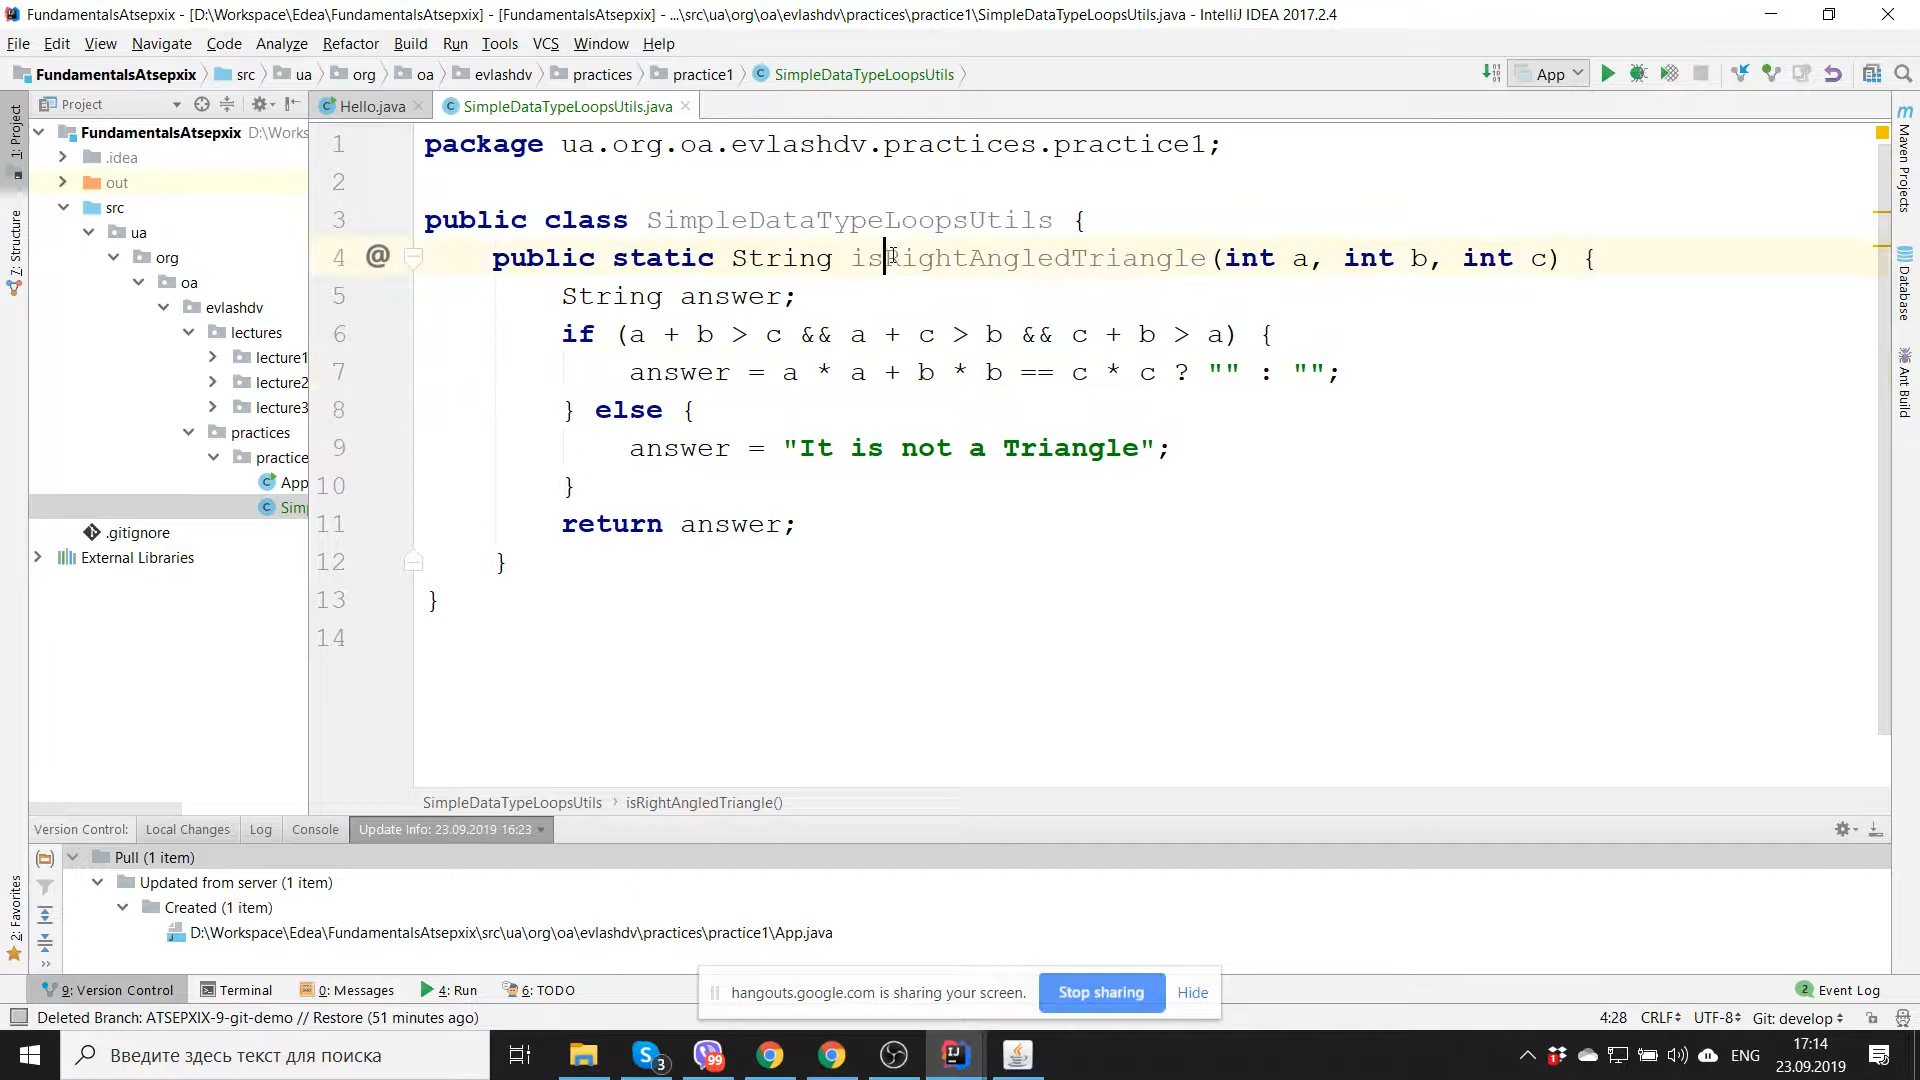 FundamentalsAtsepxix - [D:\Workspace\Edea\FundamentalsAtsepxix] - [FundamentalsAtsepxix] - ...\src\ua\org\oa\evlashdv\practices\practice1\SimpleDataTypeLoopsUtils.java - IntelliJ IDEA 2017.2.4
File Edit View Navigate Code Analyze Refactor Build Run Tools VCS Window Help
FundamentalsAtsepxix src ua org oa evlashdv practices practice1 SimpleDataTypeLoopsUtils
App
Project
Hello.java
SimpleDataTypeLoopsUtils.java
1: Project
Z: Structure
2: Favorites
FundamentalsAtsepxix D:\Works
.idea
out
src
ua
org
oa
evlashdv
lectures
lecture1
lecture2
lecture3
practices
practice
App
Sim
.gitignore
External Libraries
1 package ua.org.oa.evlashdv.practices.practice1;
2
3 public class SimpleDataTypeLoopsUtils {
4 @ public static String isRightAngledTriangle(int a, int b, int c) {
5 String answer;
6 if (a + b > c && a + c > b && c + b > a) {
7 answer = a * a + b * b == c * c ? "" : "";
8 } else {
9 answer = "It is not a Triangle";
10 }
11 return answer;
12 }
13 }
14
Maven Projects
Database
Ant Build
SimpleDataTypeLoopsUtils › isRightAngledTriangle()
Version Control: Local Changes Log Console Update Info: 23.09.2019 16:23
Pull (1 item)
Updated from server (1 item)
Created (1 item)
D:\Workspace\Edea\FundamentalsAtsepxix\src\ua\org\oa\evlashdv\practices\practice1\App.java
9: Version Control Terminal 0: Messages 4: Run 6: TODO
hangouts.google.com is sharing your screen. Stop sharing Hide
2 Event Log
Deleted Branch: ATSEPXIX-9-git-demo // Restore (51 minutes ago)
4:28 CRLF UTF-8 Git: develop
Введите здесь текст для поиска
3
99
ENG
17:14
23.09.2019